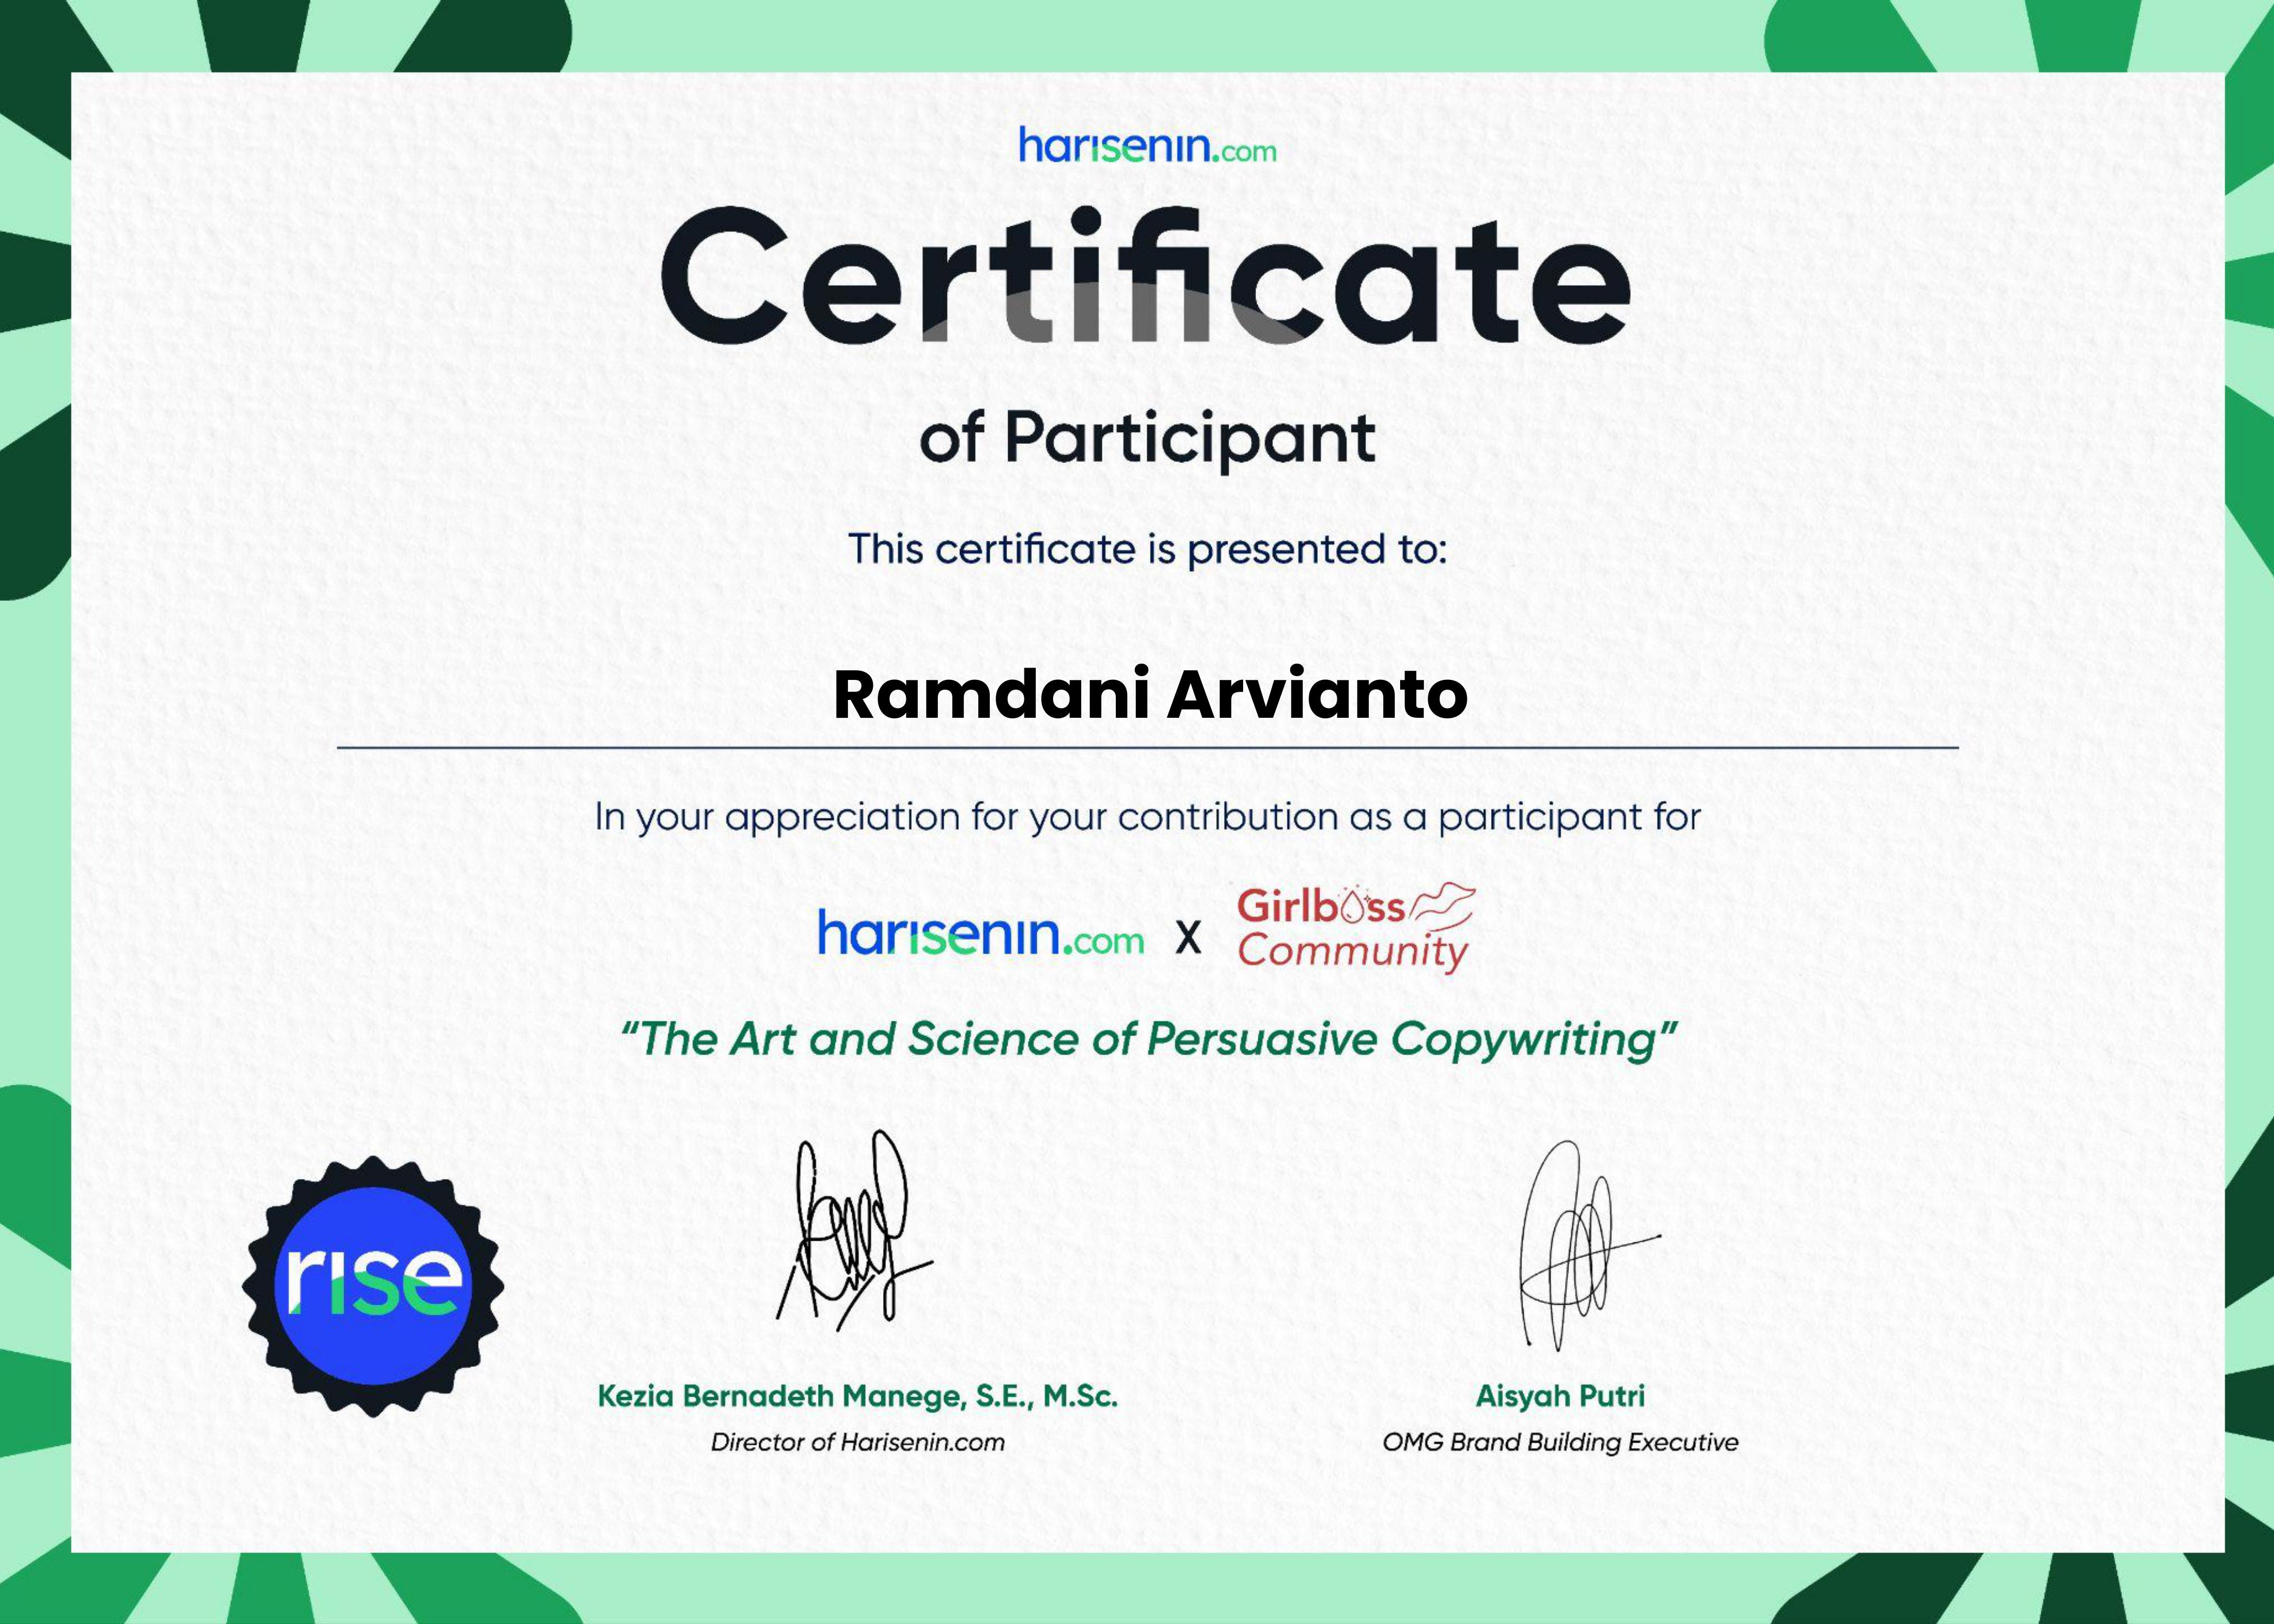 harisenin.com
Certificate
of Participant
This certificate is presented to:
Ramdani Arvianto
In your appreciation for your contribution as a participant for
harisenin.com X Girlboss Community
“The Art and Science of Persuasive Copywriting”
rise
Kezia Bernadeth Manege, S.E., M.Sc.
Director of Harisenin.com
Aisyah Putri
OMG Brand Building Executive